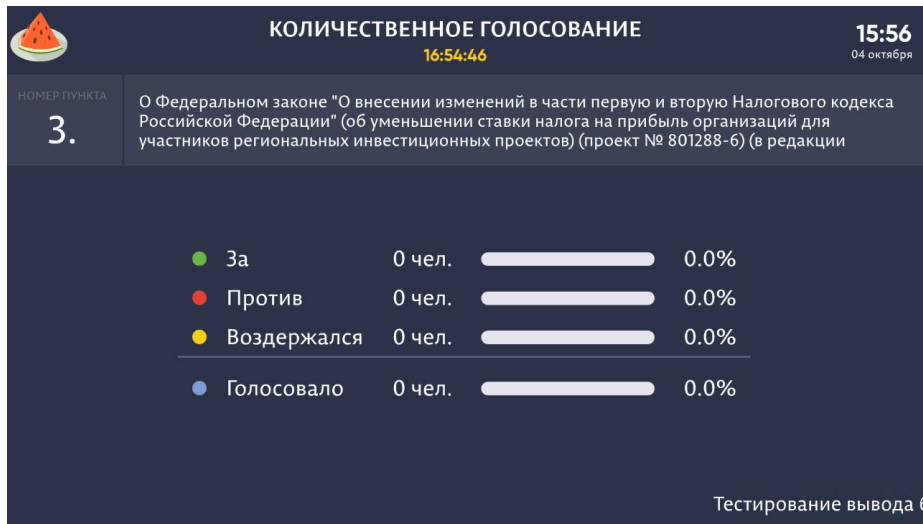 КОЛИЧЕСТВЕННОЕ ГОЛОСОВАНИЕ
16:54:46
15:56
04 октября
НОМЕР ПУНКТА
3.
О Федеральном законе "О внесении изменений в части первую и вторую Налогового кодекса
Российской Федерации" (об уменьшении ставки налога на прибыль организаций для
участников региональных инвестиционных проектов) (проект № 801288-6) (в редакции
За 0 чел. 0.0%
Против 0 чел. 0.0%
Воздержался 0 чел. 0.0%
Голосовало 0 чел. 0.0%
Тестирование вывода